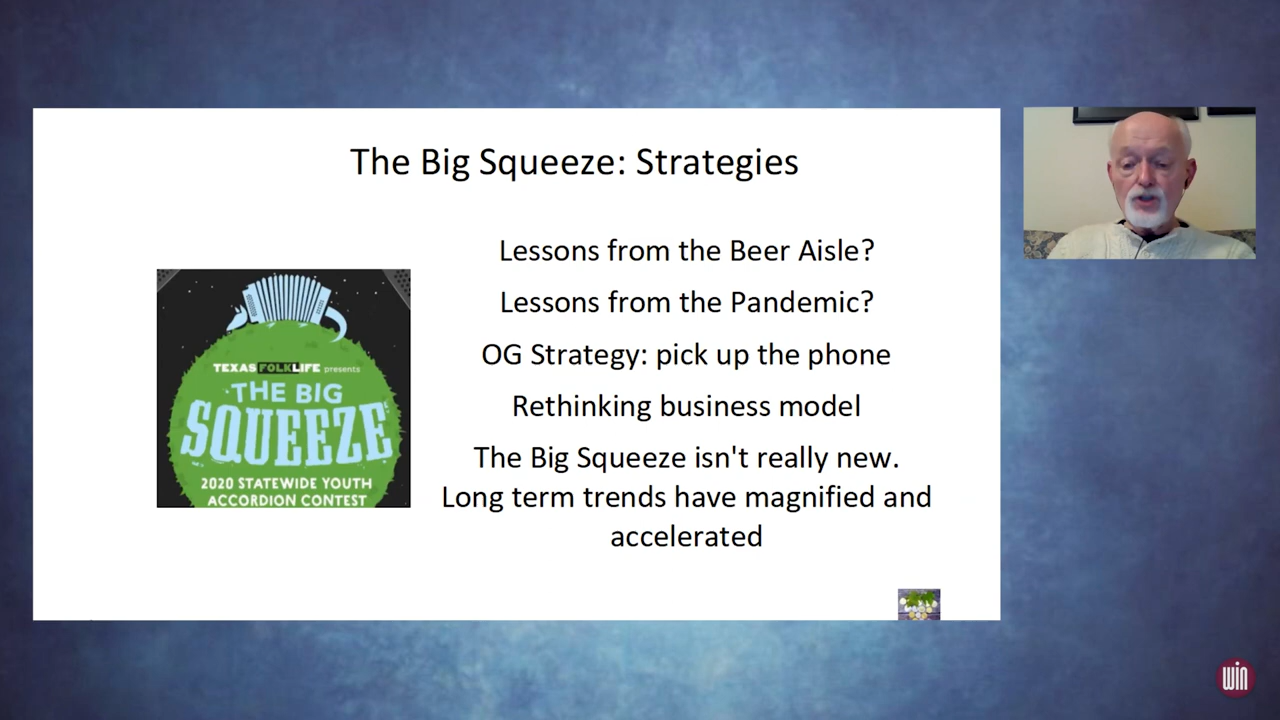 The Big Squeeze: Strategies
Lessons from the Beer Aisle?
Lessons from the Pandemic?
OG Strategy: pick up the phone
Rethinking business model
The Big Squeeze isn't really new.
Long term trends have magnified and
accelerated
TEXAS FOLKLIFE presents
THE BIG
SQUEEZE
2020 STATEWIDE YOUTH
ACCORDION CONTEST
win